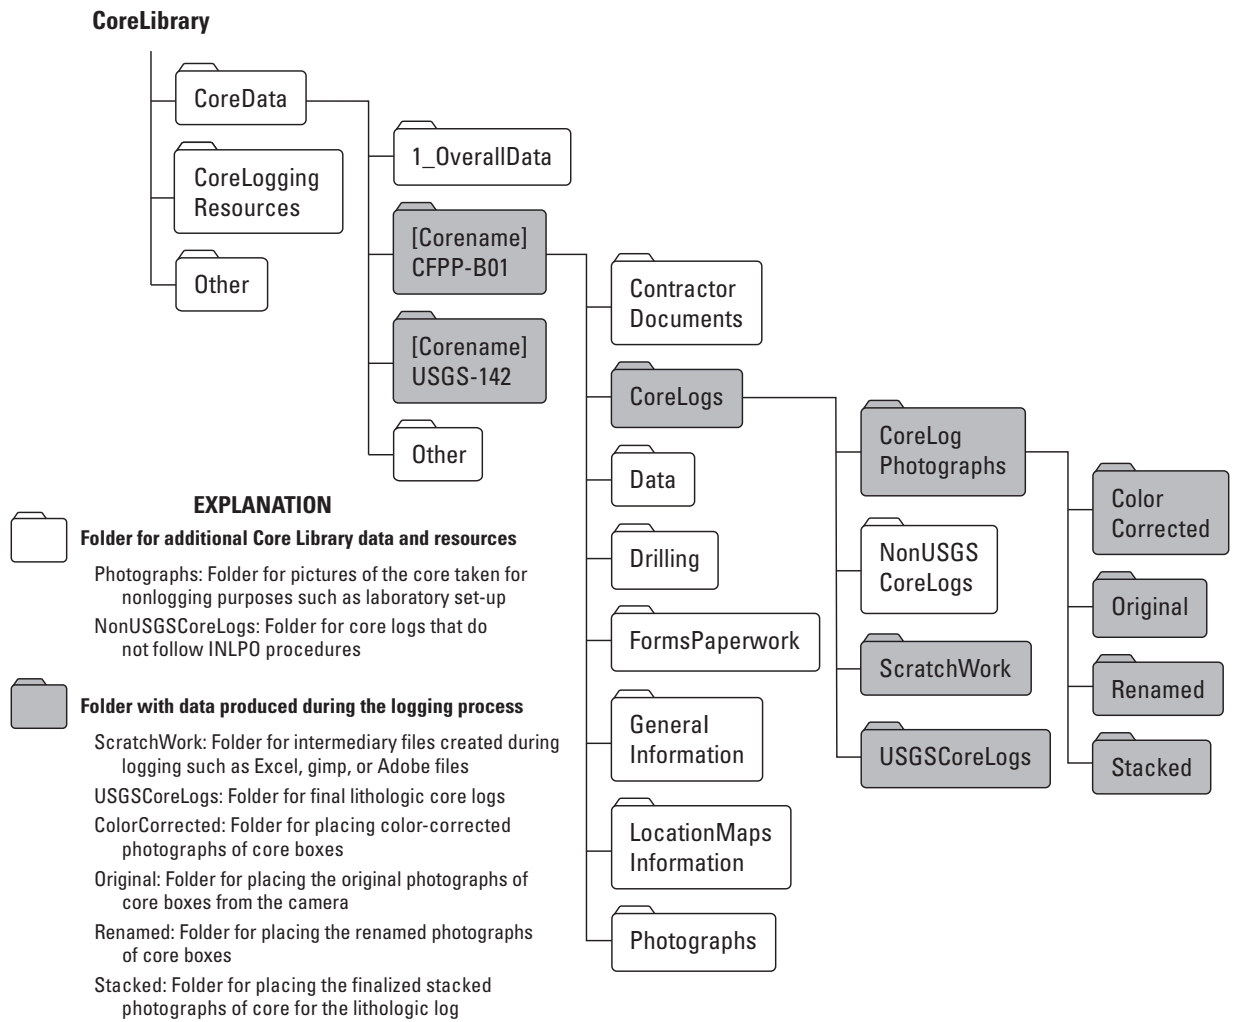 CoreLibrary
CoreData
CoreLogging
Resources
Other
1_OverallData
[Corename]
CFPP-B01
[Corename]
USGS-142
Other
Contractor
Documents
CoreLogs
Data
Drilling
FormsPaperwork
General
Information
LocationMaps
Information
Photographs
CoreLog
Photographs
NonUSGS
CoreLogs
ScratchWork
USGSCoreLogs
Color
Corrected
Original
Renamed
Stacked
EXPLANATION
Folder for additional Core Library data and resources
Photographs: Folder for pictures of the core taken for
nonlogging purposes such as laboratory set-up
NonUSGSCoreLogs: Folder for core logs that do
not follow INLPO procedures
Folder with data produced during the logging process
ScratchWork: Folder for intermediary files created during
logging such as Excel, gimp, or Adobe files
USGSCoreLogs: Folder for final lithologic core logs
ColorCorrected: Folder for placing color-corrected
photographs of core boxes
Original: Folder for placing the original photographs of
core boxes from the camera
Renamed: Folder for placing the renamed photographs
of core boxes
Stacked: Folder for placing the finalized stacked
photographs of core for the lithologic log